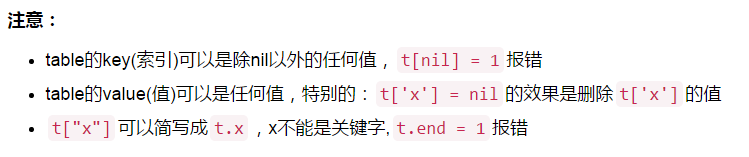 注意：
• table的key(索引)可以是除nil以外的任何值，t[nil] = 1 报错
• table的value(值)可以是任何值，特别的：t['x'] = nil 的效果是删除 t['x'] 的值
• t["x"] 可以简写成 t.x ，x不能是关键字, t.end = 1 报错